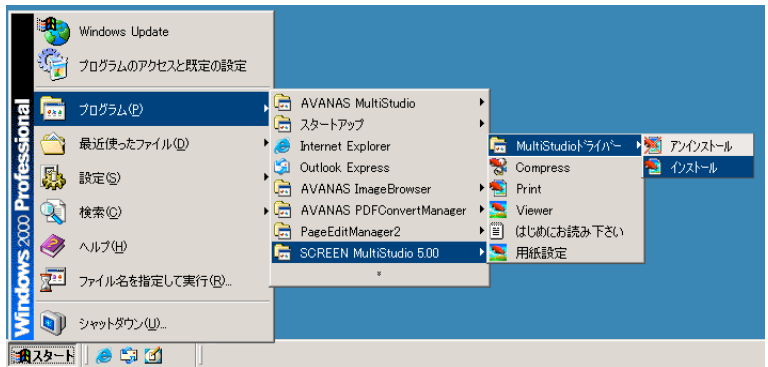 Windows 2000 Professional
Windows Update
プログラムのアクセスと既定の設定
プログラム(P)
最近使ったファイル(D)
設定(S)
検索(C)
ヘルプ(H)
ファイル名を指定して実行(R)...
シャットダウン(U)...
スタート
AVANAS MultiStudio
スタートアップ
Internet Explorer
Outlook Express
AVANAS ImageBrowser
AVANAS PDFConvertManager
PageEditManager2
SCREEN MultiStudio 5.00
MultiStudioドライバー
Compress
Print
Viewer
はじめにお読み下さい
用紙設定
アンインストール
インストール